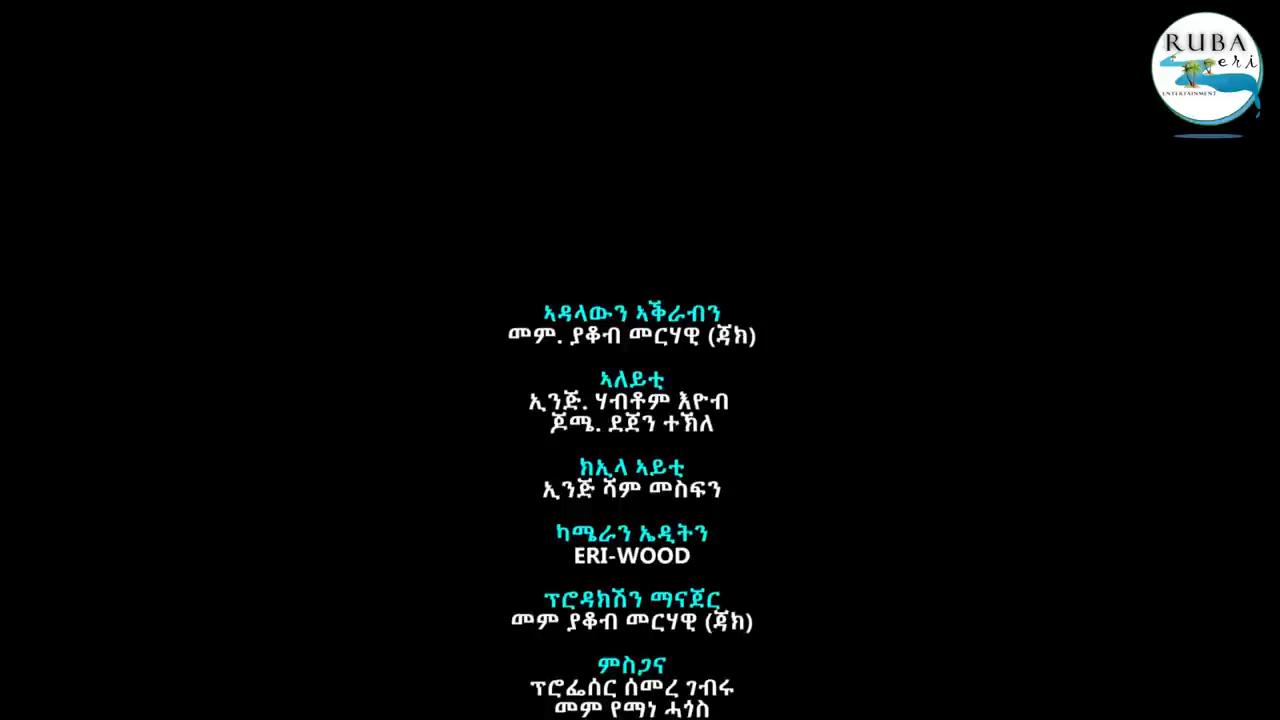 RUBA
eri
ENTERTAINMENT
ኣዳላውን ኣቕራብን
መም. ያቆብ መርሃዊ (ጃክ)
ኣለይቲ
ኢንጅ. ሃብቶም እዮብ
ጆሜ. ደጀን ተኽለ
ክኢላ ኣይቲ
ኢንጅ ሻም መስፍን
ካሜራን ኤዲትን
ERI-WOOD
ፕሮዳክሽን ማናጀር
መም ያቆብ መርሃዊ (ጃክ)
ምስጋና
ፕሮፌሰር ሰመረ ገብሩ
መም የማነ ሓጎስ